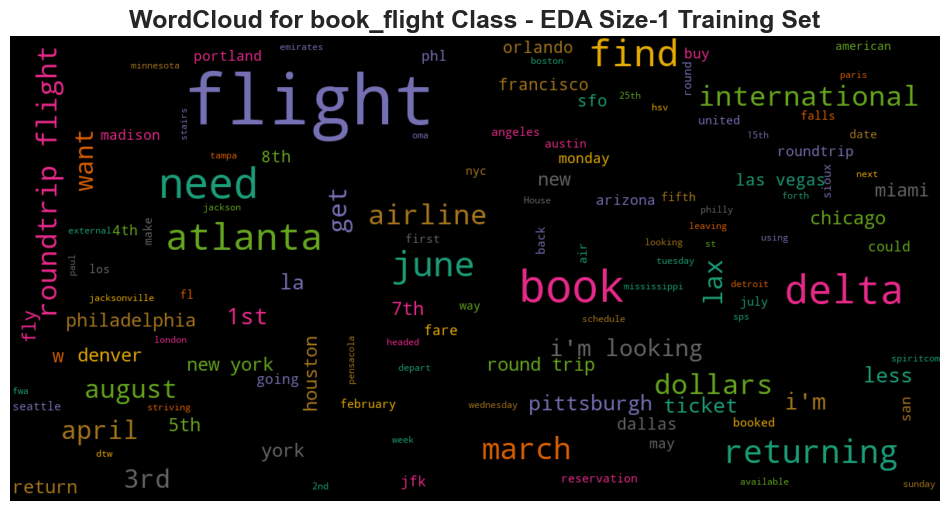 WordCloud for book_flight Class - EDA Size-1 Training Set
emirates
portland
minnesota
phl
orlando
boston
find
buy
american
round
paris
roundtrip flight
flight
stairs
francisco
sfo
25th
hsv
international
falls
madison
oma
angeles
austin
united
15th
date
want
tampa
8th
monday
roundtrip
nyc
need
get
new
las vegas
sioux
next
forth
miami
jackson
airline
House
arizona
fifth
philly
leaving
chicago
external
4th
make
atlanta
first
back
air
looking
st
using
could
paul
los
june
tuesday
la
book
mississippi
lax
detroit
july
delta
jacksonville
fl
7th
way
fly
philadelphia
1st
fare
schedule
sps
london
headed
w
denver
houston
pensacola
i'm looking
new york
depart
round trip
spiritcom
fwa
august
going
dollars
less
seattle
striving
february
wednesday
pittsburgh
ticket
i'm
san
april
5th
dallas
booked
week
may
dtw
york
march
returning
return
3rd
2nd
jfk
reservation
available
sunday